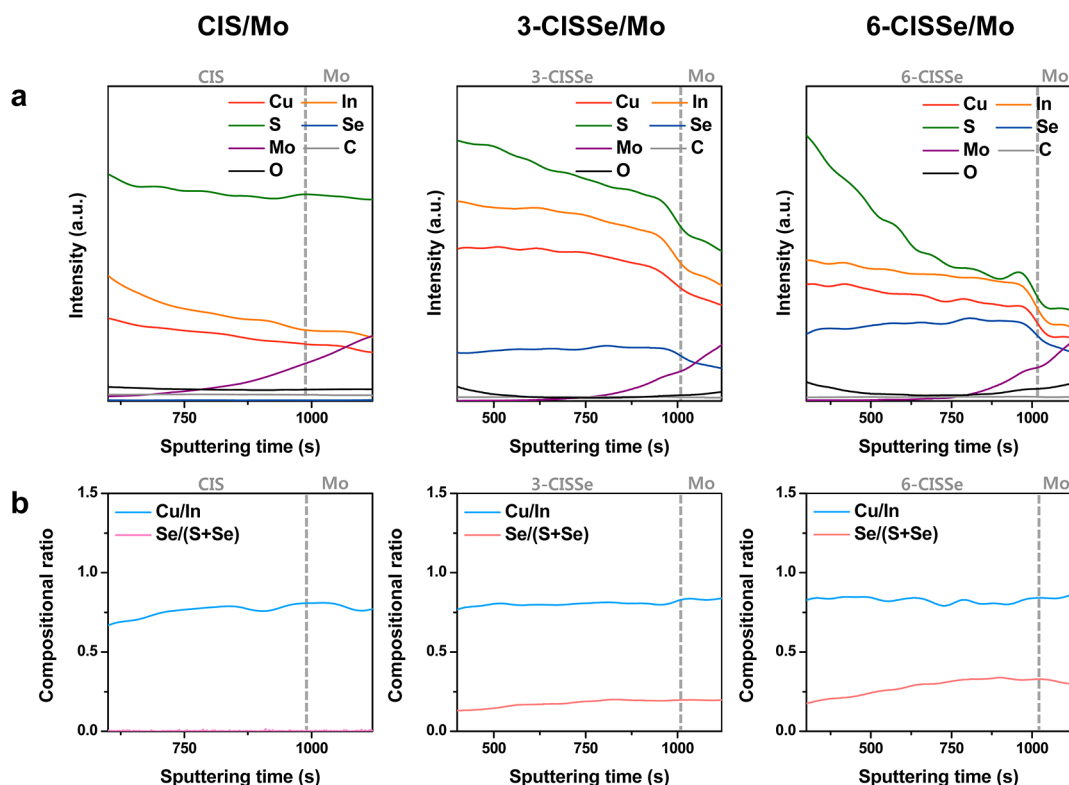 CIS/Mo
3-CISSe/Mo
6-CISSe/Mo
a
CIS
Mo
Cu
In
S
Se
Mo
C
O
Intensity (a.u.)
750
1000
Sputtering time (s)
3-CISSe
Mo
Cu
In
S
Se
Mo
C
O
Intensity (a.u.)
500
750
1000
Sputtering time (s)
6-CISSe
Mo
Cu
In
S
Se
Mo
C
O
Intensity (a.u.)
500
750
1000
Sputtering time (s)
b
CIS
Mo
1.5
1.0
0.5
0.0
Cu/In
Se/(S+Se)
Compositional ratio
750
1000
Sputtering time (s)
3-CISSe
Mo
1.5
1.0
0.5
0.0
Cu/In
Se/(S+Se)
Compositional ratio
500
750
1000
Sputtering time (s)
6-CISSe
Mo
1.5
1.0
0.5
0.0
Cu/In
Se/(S+Se)
Compositional ratio
500
750
1000
Sputtering time (s)